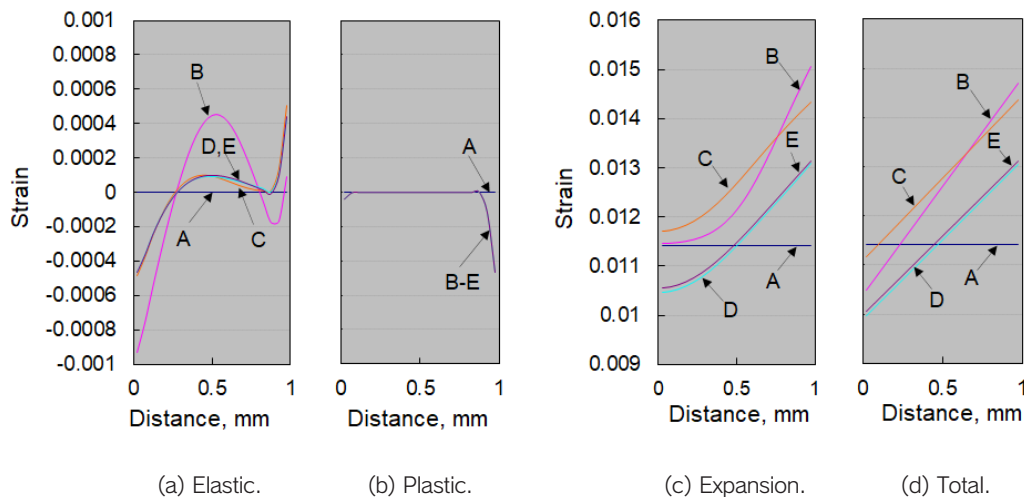 Strain
0.001
0.0008
0.0006
0.0004
0.0002
0
-0.0002
-0.0004
-0.0006
-0.0008
-0.001
B
D,E
A
C
0 0.5 1
Distance, mm
(a) Elastic.
A
B-E
0 0.5 1
Distance, mm
(b) Plastic.
Strain
0.016
0.015
0.014
0.013
0.012
0.011
0.01
0.009
B
C
E
A
D
0 0.5 1
Distance, mm
(c) Expansion.
B
E
C
A
D
0 0.5 1
Distance, mm
(d) Total.